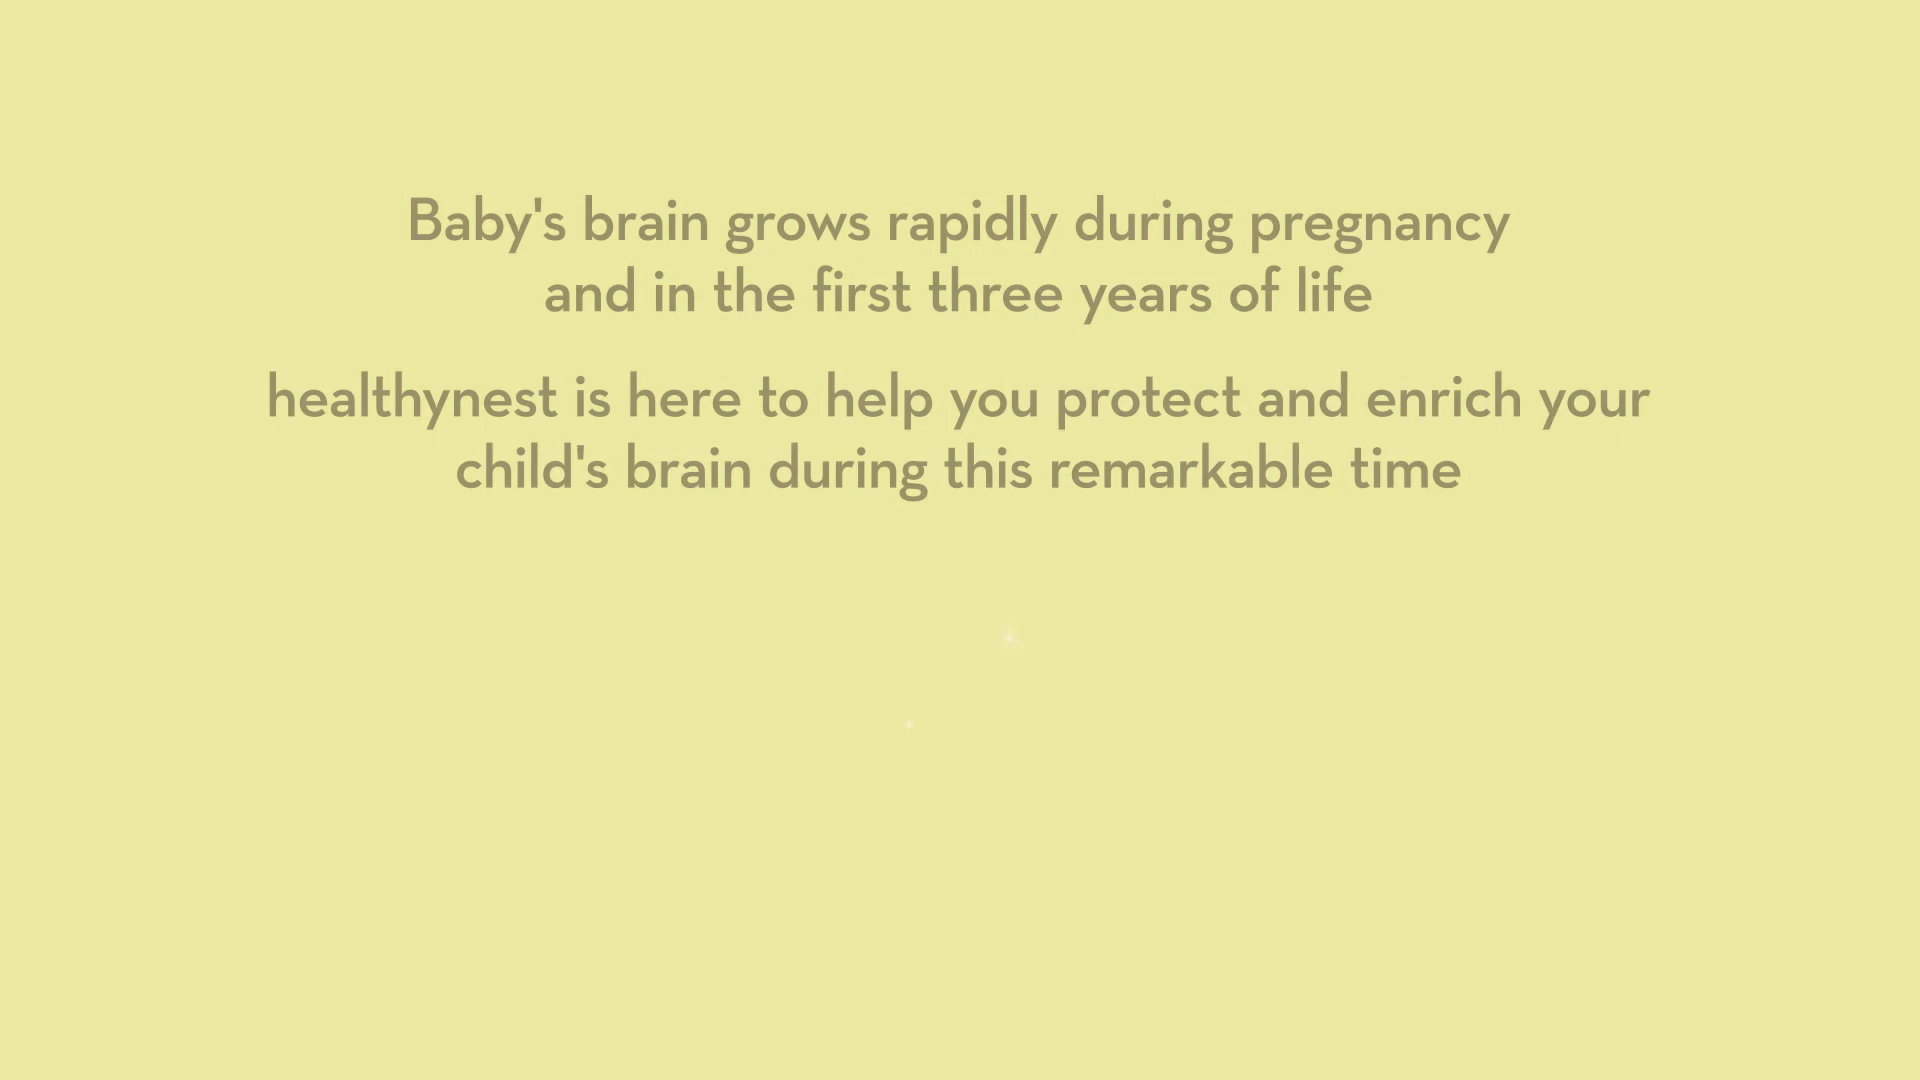 Baby's brain grows rapidly during pregnancy
and in the first three years of life
healthynest is here to help you protect and enrich your
child's brain during this remarkable time